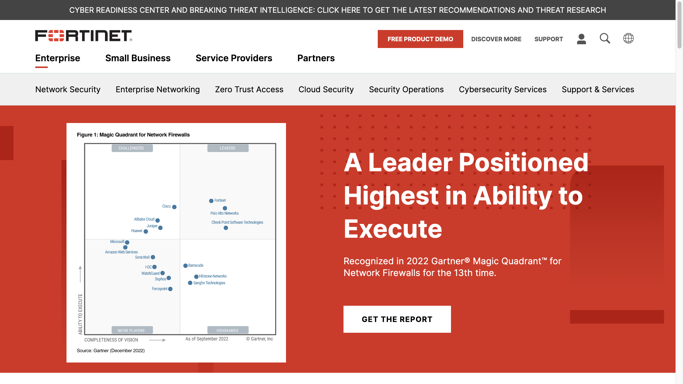 CYBER READINESS CENTER AND BREAKING THREAT INTELLIGENCE: CLICK HERE TO GET THE LATEST RECOMMENDATIONS AND THREAT RESEARCH
FORTINET
FREE PRODUCT DEMO
DISCOVER MORE
SUPPORT
Enterprise
Small Business
Service Providers
Partners
Network Security
Enterprise Networking
Zero Trust Access
Cloud Security
Security Operations
Cybersecurity Services
Support & Services
Figure 1: Magic Quadrant for Network Firewalls
CHALLENGERS
LEADERS
Fortinet
Cisco
Palo Alto Networks
Alibaba Cloud
Check Point Software Technologies
Juniper
Huawei
Microsoft
Amazon Web Services
SonicWall
Barracuda
H3C
WatchGuard
Hillstone Networks
Sophos
Sangfor Technologies
Forcepoint
NICHE PLAYERS
VISIONARIES
ABILITY TO EXECUTE
COMPLETENESS OF VISION
As of September 2022
© Gartner, Inc
Source: Gartner (December 2022)
A Leader Positioned
Highest in Ability to
Execute
Recognized in 2022 Gartner® Magic Quadrant™ for
Network Firewalls for the 13th time.
GET THE REPORT